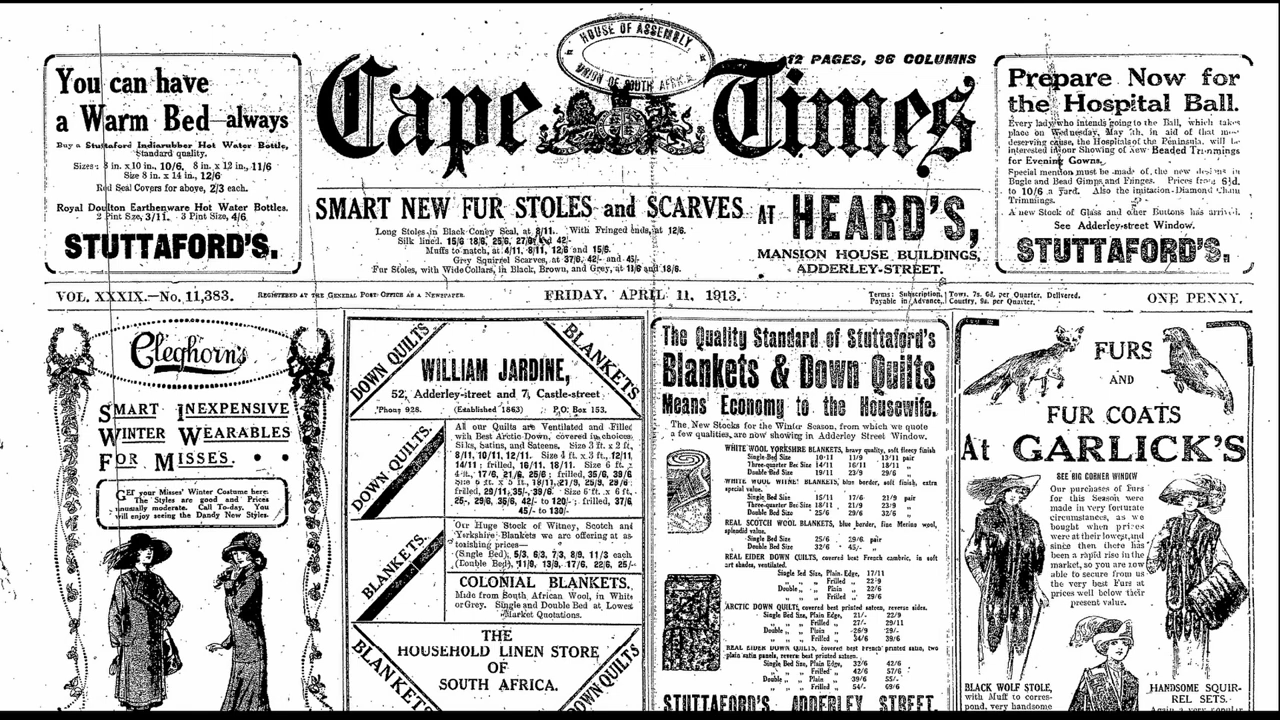 You can have
a Warm Bed—always
Buy a Stuttaford Indiarubber Hot Water Bottle,
Standard quality.
Sizes: 8 in. x 10 in., 10/6, 8 in. x 12 in., 11/6
Size 8 in. x 14 in., 12/6
Red Seal Covers for above, 2/3 each.
Royal Doulton Earthenware Hot Water Bottles.
2 Pint Size, 3/11. 3 Pint Size, 4/6.
STUTTAFORD'S.
HOUSE OF ASSEMBLY,
UNION OF SOUTH AFRICA
12 PAGES, 96 COLUMNS
Cape Times
SMART NEW FUR STOLES and SCARVES AT HEARD'S,
Long Stoles in Black Coney Seal, at 8/11. With Fringed ends, at 12/6.
Silk lined, 15/6 18/6, 25/6, 27/6 and 42/-
Muffs to match, at 4/11, 8/11, 12/6 and 15/6.
Grey Squirrel Scarves, at 37/6, 42/- and 45/-
Fur Stoles, with Wide Collars, in Black, Brown, and Grey, at 11/6 and 18/6.
MANSION HOUSE BUILDINGS,
ADDERLEY-STREET.
Prepare Now for
the Hospital Ball.
Every lady who intends going to the Ball, which takes
place on Wednesday, May 7th, in aid of that most
deserving cause, the Hospitals of the Peninsula, will be
interested in our Showing of New Beaded Trimmings
for Evening Gowns.
Special mention must be made of the new designs in
Bugle and Bead Gimps and Fringes. Prices from 6½d.
to 10/6 a yard. Also the imitation Diamond Chain
Trimmings.
A new Stock of Glass and other Buttons has arrived.
See Adderley-street Window.
STUTTAFORD'S.
VOL. XXXIX.—No. 11,383.
REGISTERED AT THE GENERAL POST OFFICE AS A NEWSPAPER.
FRIDAY, APRIL 11, 1913.
Terms: Subscription, Town, 7s. 6d. per Quarter, Delivered.
Payable in Advance, Country, 9s. per Quarter.
ONE PENNY.
Cleghorn's
SMART INEXPENSIVE
WINTER WEARABLES
FOR MISSES.
GET your Misses' Winter Costume here.
The Styles are good and Prices
unusually moderate. Call To-day. You
will enjoy seeing the Dandy New Styles.
DOWN QUILTS
BLANKETS
WILLIAM JARDINE,
52, Adderley-street and 7, Castle-street
'Phone 928. (Established 1863) P.O. Box 153.
DOWN QUILTS.
All our Quilts are Ventilated and Filled
with Best Arctic Down, covered in choicest
Silks, Satins, and Sateens. Size 3 ft. x 2 ft.,
8/11, 10/11, 12/11. Size 4 ft. x 3 ft., 12/11,
14/11; frilled, 16/11, 18/11. Size 6 ft. x
4 ft., 17/6, 21/6, 25/6; frilled, 35/6, 39/6
Size 6 ft. x 5 ft., 18/11, 21/9, 25/9, 29/6;
frilled, 29/11, 35/-, 39/6. Size 6 ft. x 6 ft.,
25/-, 29/6, 35/6, 42/- to 120/-; frilled, 37/6
45/- to 130/-
BLANKETS.
Our Huge Stock of Witney, Scotch and
Yorkshire Blankets we are offering at as-
tonishing prices—
(Single Bed), 5/3, 6/3, 7/3, 8/9, 11/3 each
(Double Bed), 11/9, 13/9, 17/6, 22/6, 25/-
COLONIAL BLANKETS.
Made from South African Wool, in White
or Grey. Single and Double Bed at Lowest
Market Quotations.
THE
HOUSEHOLD LINEN STORE
OF
SOUTH AFRICA.
BLANKETS
DOWN QUILTS
The Quality Standard of Stuttaford's
Blankets & Down Quilts
Means Economy to the Housewife.
The New Stocks for the Winter Season, from which we quote
a few qualities, are now showing in Adderley Street Window.
WHITE WOOL YORKSHIRE BLANKETS, heavy quality, soft fleecy finish
Single-Bed Size 10/11 11/9 13/11 pair
Three-quarter Bed Size 14/11 16/11 18/11 "
Double Bed Size 19/11 23/9 29/6 "
WHITE WOOL WITNEY BLANKETS, blue border, soft finish, extra
special value.
Single Bed Size 15/11 17/6 21/9 pair
Three-quarter Bed Size 18/11 21/9 23/9 "
Double Bed Size 25/6 29/6 32/6 "
REAL SCOTCH WOOL BLANKETS, blue border, fine Merino wool,
splendid value.
Single Bed Size 25/6 29/6 pair
Double Bed Size 32/6 45/- "
REAL EIDER DOWN QUILTS, covered best French cambric, in soft
art shades, ventilated.
Single Bed Size, Plain Edge, 17/11
" " " Frilled " 22/9
Double " " Plain " 22/6
" " " Frilled " 29/6
ARCTIC DOWN QUILTS, covered best printed sateen, reverse sides.
Single Bed Size, Plain Edge, 21/- 22/9
" " " Frilled " 27/- 29/11
Double " " Plain " 26/9 29/-
" " " Frilled " 34/6 39/6
REAL EIDER DOWN QUILTS, covered best French printed satin, two
plain satin panels, reverse best printed sateen.
Single Bed Size, Plain Edge, 32/6 42/6
" " " Frilled " 42/6 57/6
Double " " Plain " 39/6 55/-
" " " Frilled " 54/- 69/6
STUTTAFORD'S, ADDERLEY STREET.
FURS
AND
FUR COATS
At GARLICK'S
SEE BIG CORNER WINDOW
Our purchases of Furs
for this Season were
made in very fortunate
circumstances, as we
bought when prices
were at their lowest, and
since then there has
been a rapid rise in the
market, so you are now
able to secure from us
the very best Furs at
prices well below their
present value.
BLACK WOLF STOLE,
with Muff to corres-
pond, very handsome
HANDSOME SQUIR-
REL SETS.